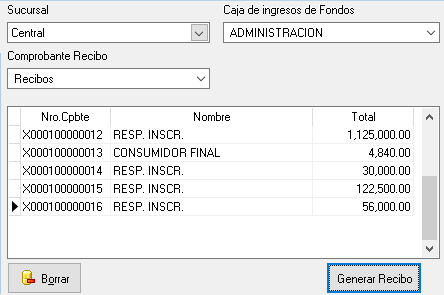 Sucursal Caja de ingresos de Fondos
Central ADMINISTRACION
Comprobante Recibo
Recibos
Nro.Cpbte Nombre Total
X000100000012 RESP. INSCR. 1,125,000.00
X000100000013 CONSUMIDOR FINAL 4,840.00
X000100000014 RESP. INSCR. 30,000.00
X000100000015 RESP. INSCR. 122,500.00
X000100000016 RESP. INSCR. 56,000.00
Borrar Generar Recibo